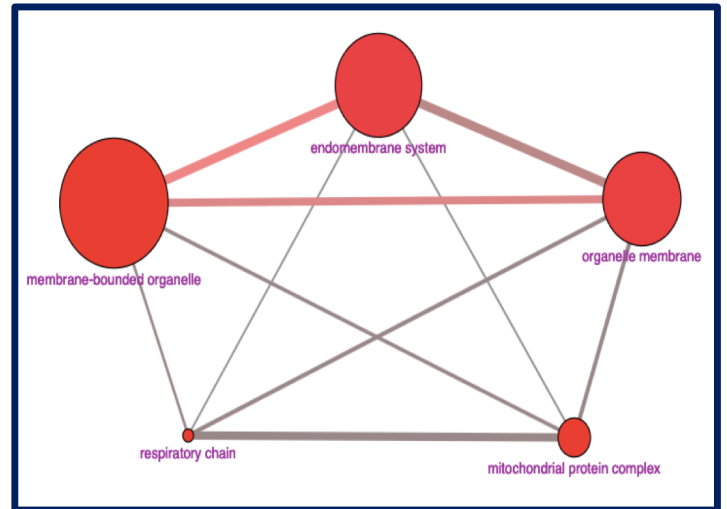 endomembrane system
organelle membrane
membrane-bounded organelle
respiratory chain
mitochondrial protein complex